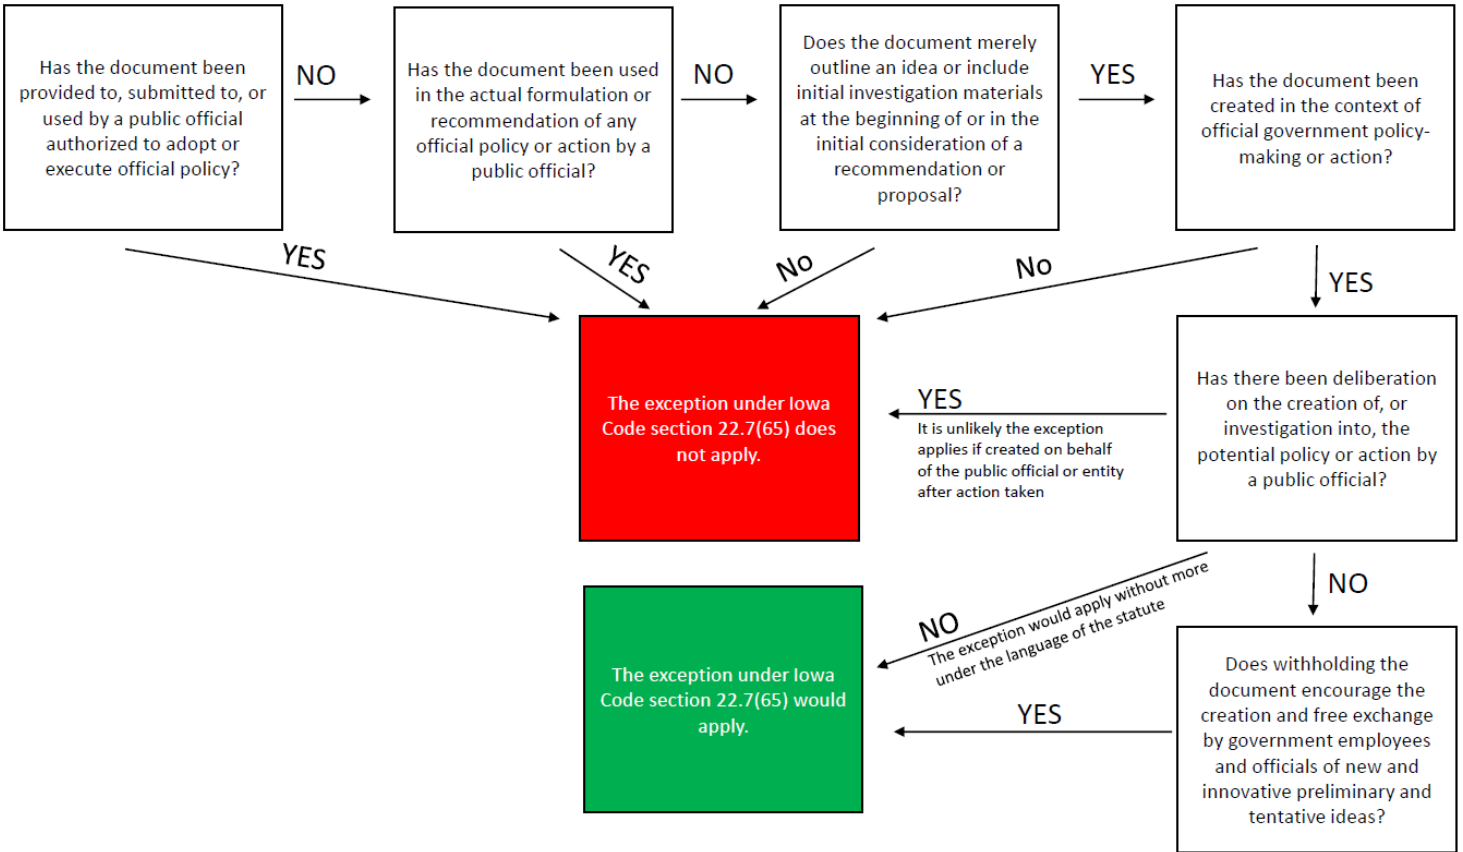 Has the document been
provided to, submitted to, or
used by a public official
authorized to adopt or
execute official policy?
NO
Has the document been used
in the actual formulation or
recommendation of any
official policy or action by a
public official?
NO
Does the document merely
outline an idea or include
initial investigation materials
at the beginning of or in the
initial consideration of a
recommendation or
proposal?
YES
Has the document been
created in the context of
official government policy-
making or action?
YES
YES
No
No
YES
The exception under Iowa
Code section 22.7(65) does
not apply.
YES
It is unlikely the exception
applies if created on behalf
of the public official or entity
after action taken
Has there been deliberation
on the creation of, or
investigation into, the
potential policy or action by
a public official?
NO
The exception would apply without more
under the language of the statute
NO
The exception under Iowa
Code section 22.7(65) would
apply.
YES
Does withholding the
document encourage the
creation and free exchange
by government employees
and officials of new and
innovative preliminary and
tentative ideas?